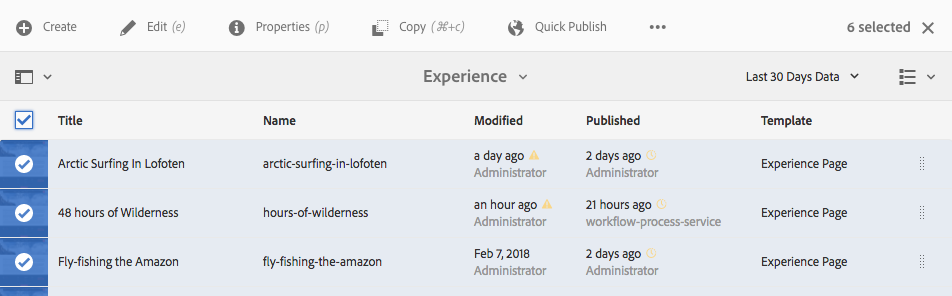 Create Edit (e) Properties (p) Copy (⌘+c) Quick Publish ••• 6 selected
Experience Last 30 Days Data
Title Name Modified Published Template
Arctic Surfing In Lofoten arctic-surfing-in-lofoten a day ago 2 days ago Experience Page
Administrator Administrator
48 hours of Wilderness hours-of-wilderness an hour ago 21 hours ago Experience Page
Administrator workflow-process-service
Fly-fishing the Amazon fly-fishing-the-amazon Feb 7, 2018 2 days ago Experience Page
Administrator Administrator